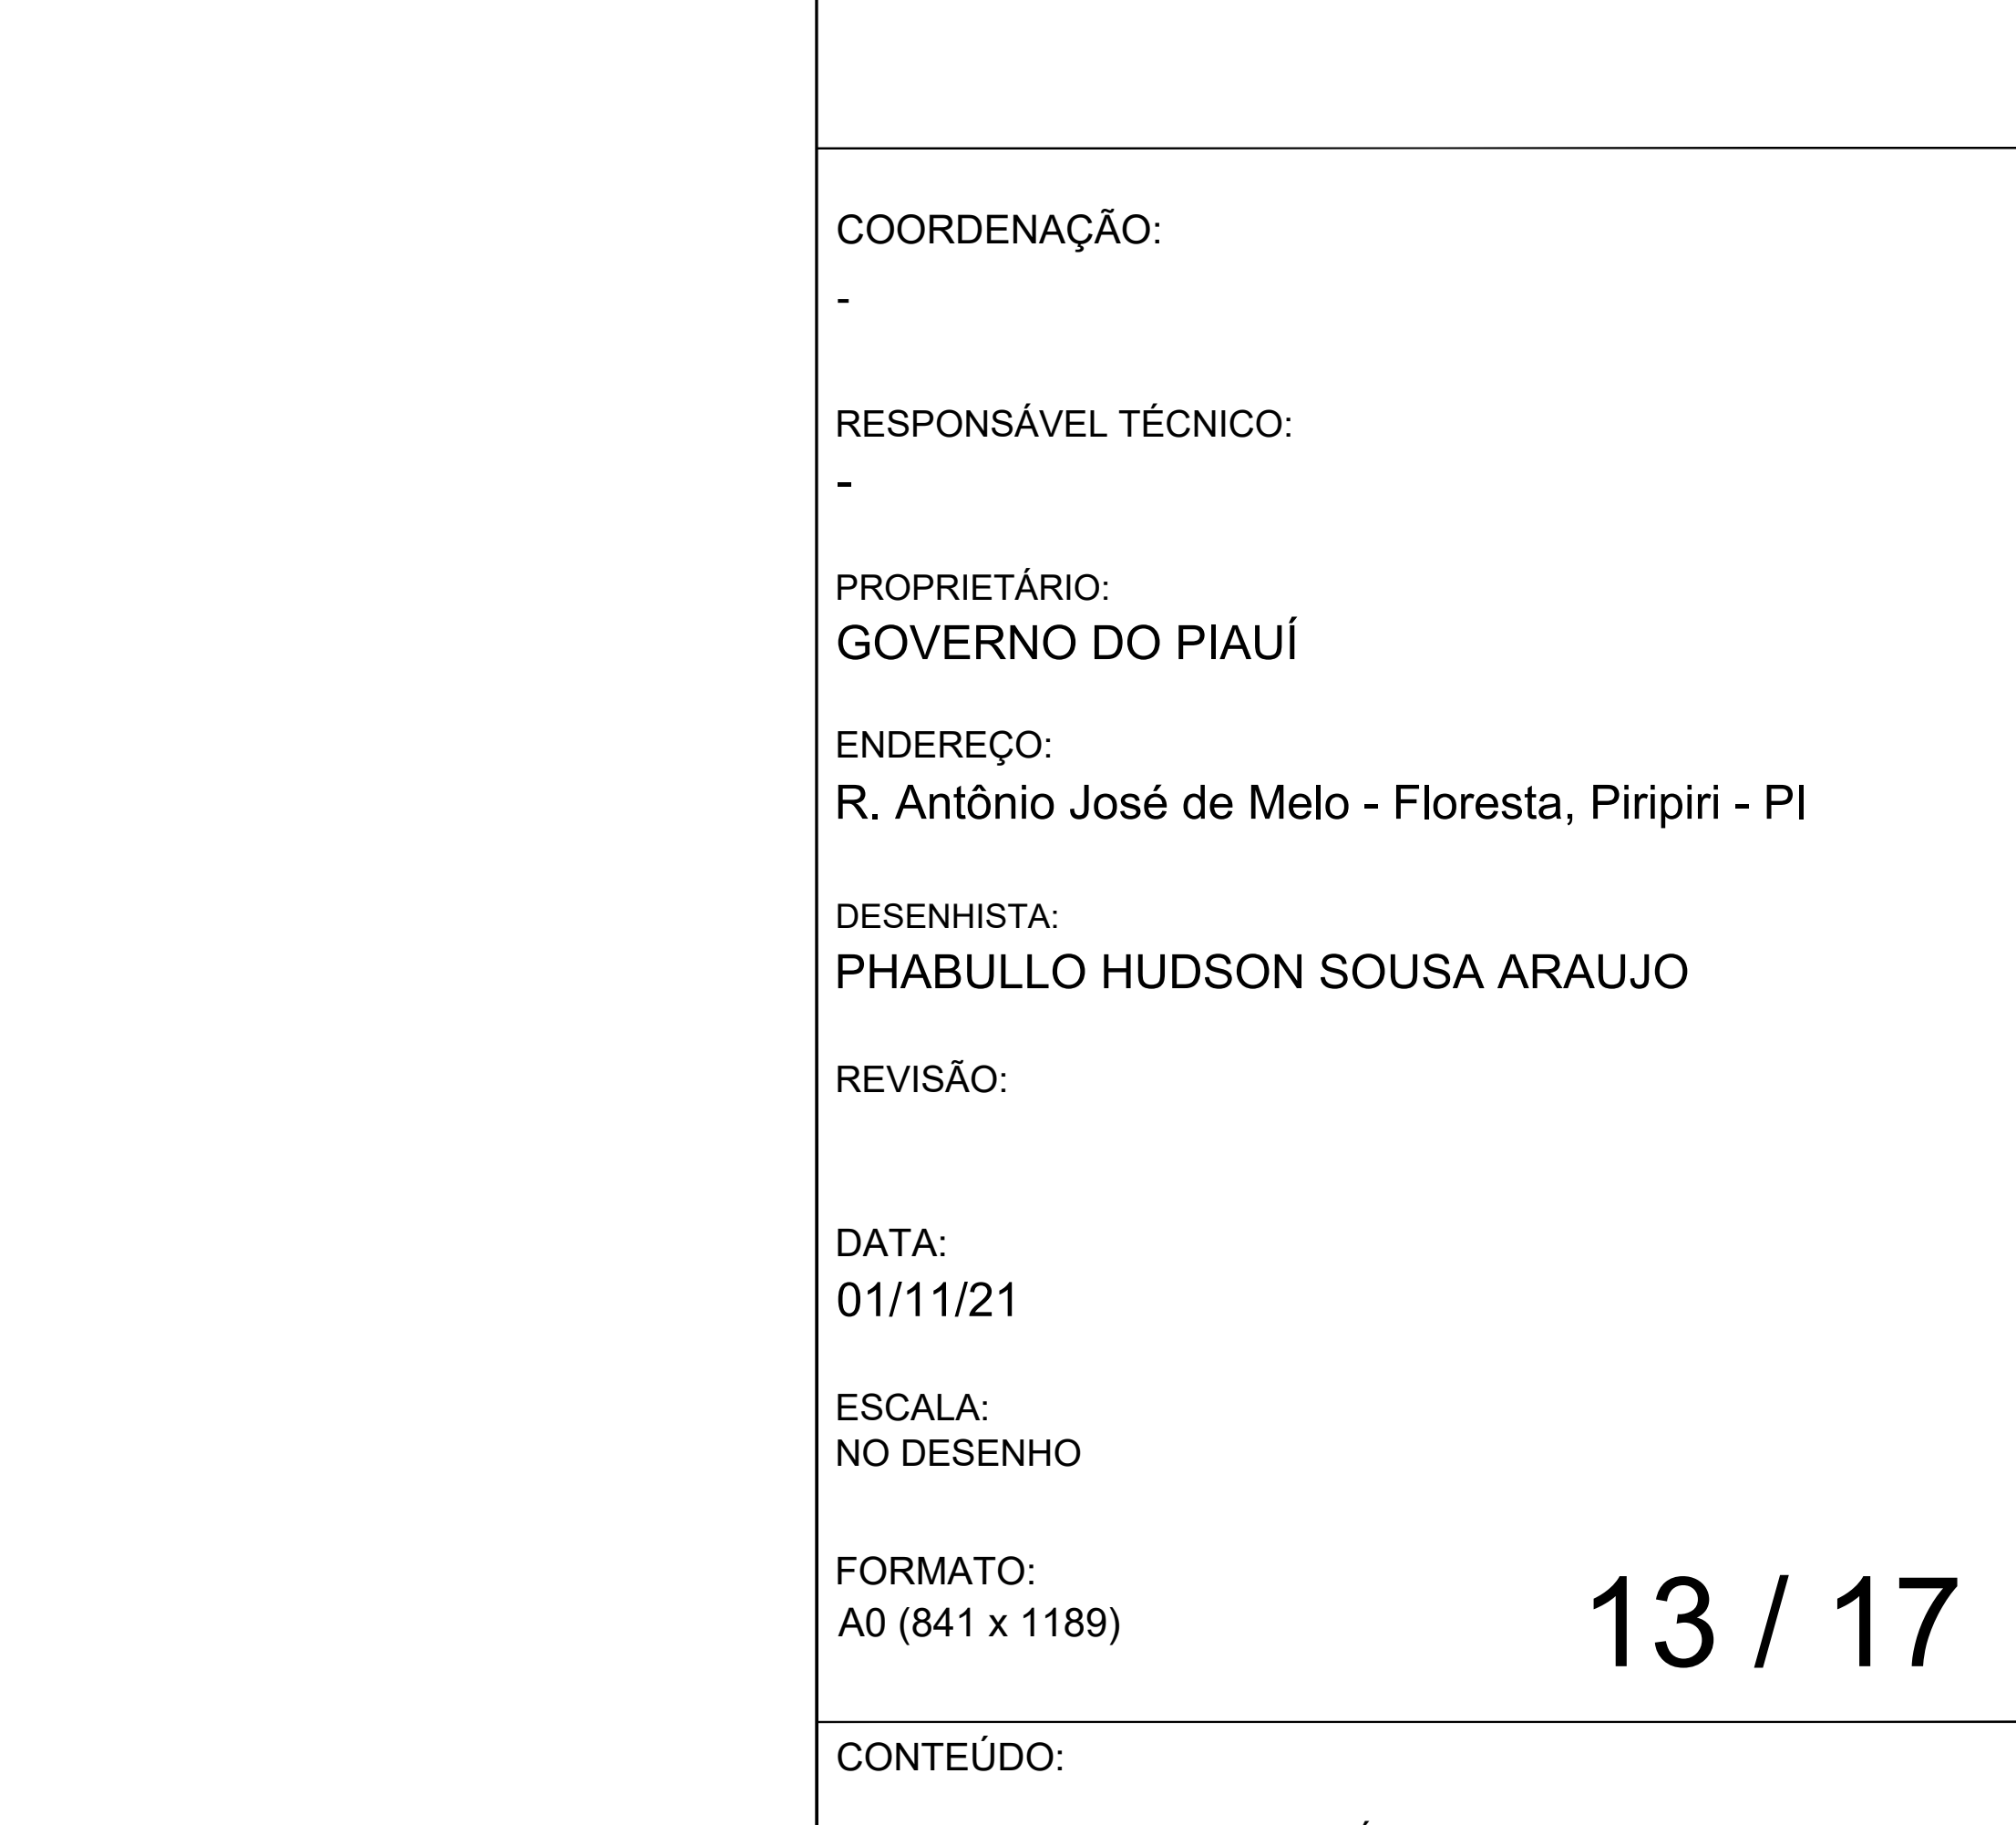 COORDENAÇÃO:
-
RESPONSÁVEL TÉCNICO:
-
PROPRIETÁRIO:
GOVERNO DO PIAUÍ
ENDEREÇO:
R. Antônio José de Melo - Floresta, Piripiri - PI
DESENHISTA:
PHABULLO HUDSON SOUSA ARAUJO
REVISÃO:
DATA:
01/11/21
ESCALA:
NO DESENHO
FORMATO:
A0 (841 x 1189)
13 / 17
CONTEÚDO: